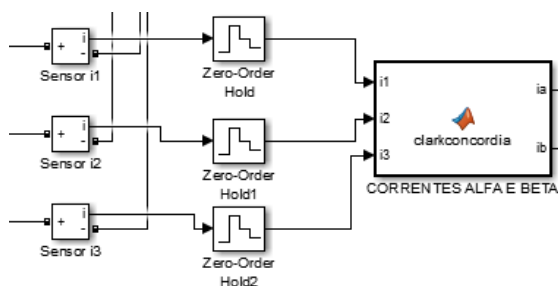 + i
-
Sensor i1
Zero-Order
Hold
+ i
-
Sensor i2
Zero-Order
Hold1
+ i
-
Sensor i3
Zero-Order
Hold2
i1
i2
i3
clarkconcordia
ia
ib
CORRENTES ALFA E BETA